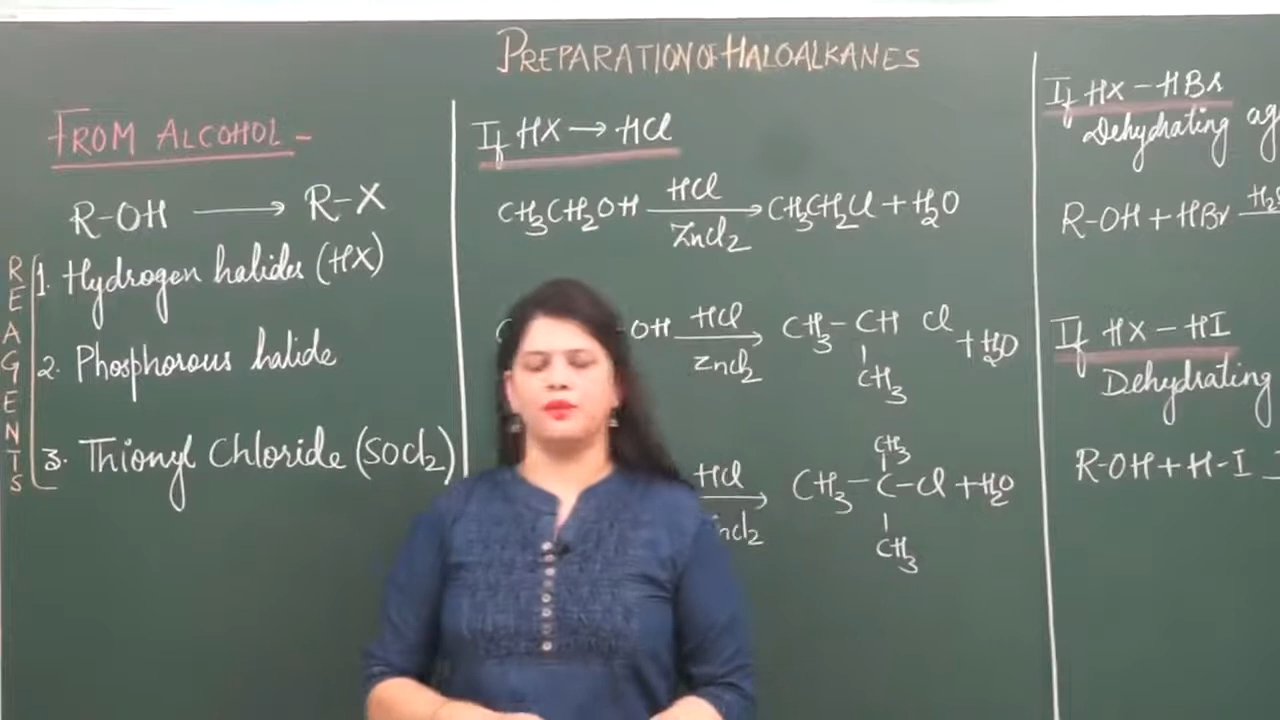 PREPARATION OF HALOALKANES
FROM ALCOHOL -
R-OH ⟶ R-X
REAGENTS
1. Hydrogen halides (HX)
2. Phosphorous halide
3. Thionyl Chloride (SOCl2)
If HX → HCl
CH3CH2OH HCl ZnCl2 → CH3CH2Cl + H2O
OH HCl ZnCl2 → CH3-CH Cl + H2O
CH3
CH3
HCl → CH3-C-Cl + H2O
CH3
If HX - HBr
Dehydrating
R-OH + HBr
If HX - HI
Dehydrating
R-OH + H-I